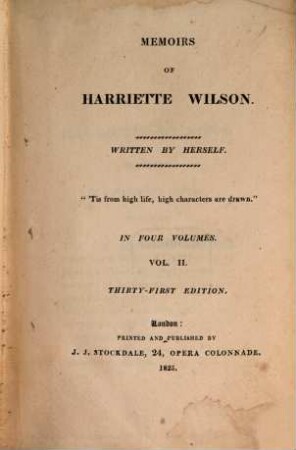 MEMOIRS
OF
HARRIETTE WILSON.
WRITTEN BY HERSELF.
" 'Tis from high life, high characters are drawn."
IN FOUR VOLUMES.
VOL. II.
THIRTY-FIRST EDITION.
London:
PRINTED AND PUBLISHED BY
J. J. STOCKDALE, 24, OPERA COLONNADE.
1825.